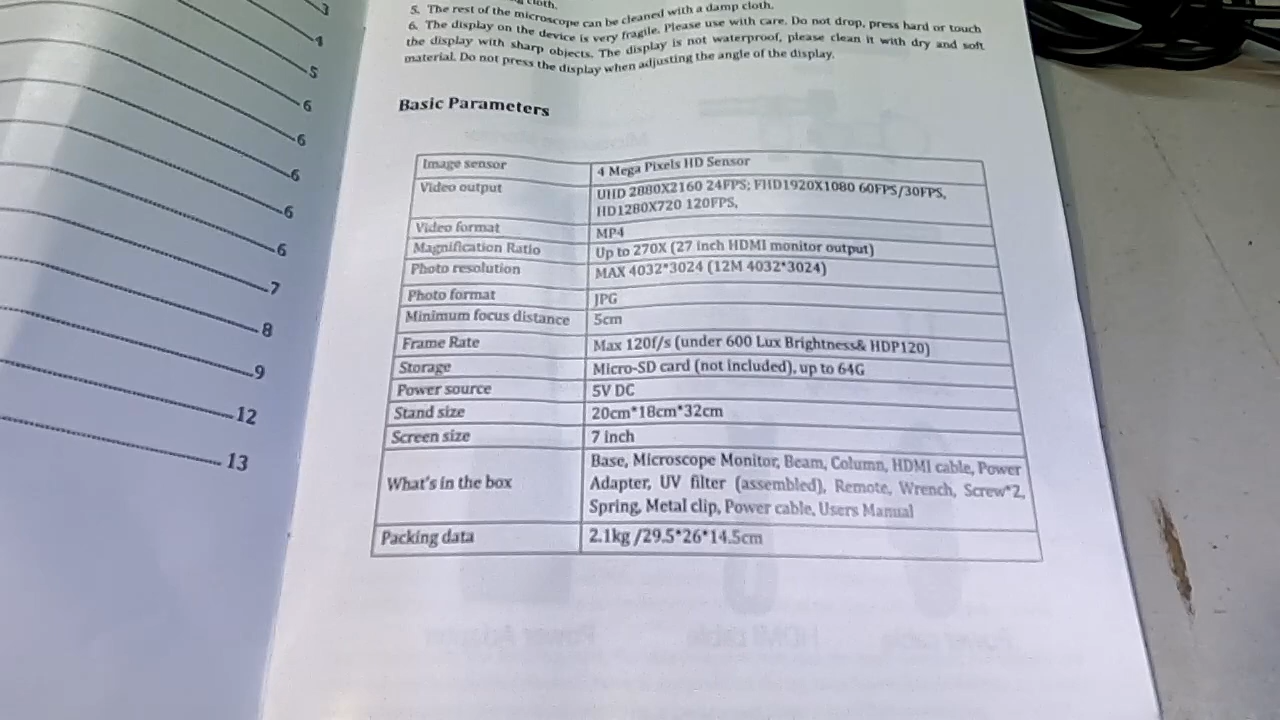 3
4
5
6
6
6
6
6
7
8
9
12
13
cloth.
5. The rest of the microscope can be cleaned with a damp cloth.
6. The display on the device is very fragile. Please use with care. Do not drop, press hard or touch
the display with sharp objects. The display is not waterproof, please clean it with dry and soft
material. Do not press the display when adjusting the angle of the display.
Basic Parameters
Image sensor 4 Mega Pixels HD Sensor
Video output UHD 2880X2160 24FPS; FHD1920X1080 60FPS/30FPS,
HD1280X720 120FPS,
Video format MP4
Magnification Ratio Up to 270X (27 inch HDMI monitor output)
Photo resolution MAX 4032*3024 (12M 4032*3024)
Photo format JPG
Minimum focus distance 5cm
Frame Rate Max 120f/s (under 600 Lux Brightness& HDP120)
Storage Micro-SD card (not included), up to 64G
Power source 5V DC
Stand size 20cm*18cm*32cm
Screen size 7 inch
What's in the box Base, Microscope Monitor, Beam, Column, HDMI cable, Power
Adapter, UV filter (assembled), Remote, Wrench, Screw*2,
Spring, Metal clip, Power cable, Users Manual
Packing data 2.1kg /29.5*26*14.5cm